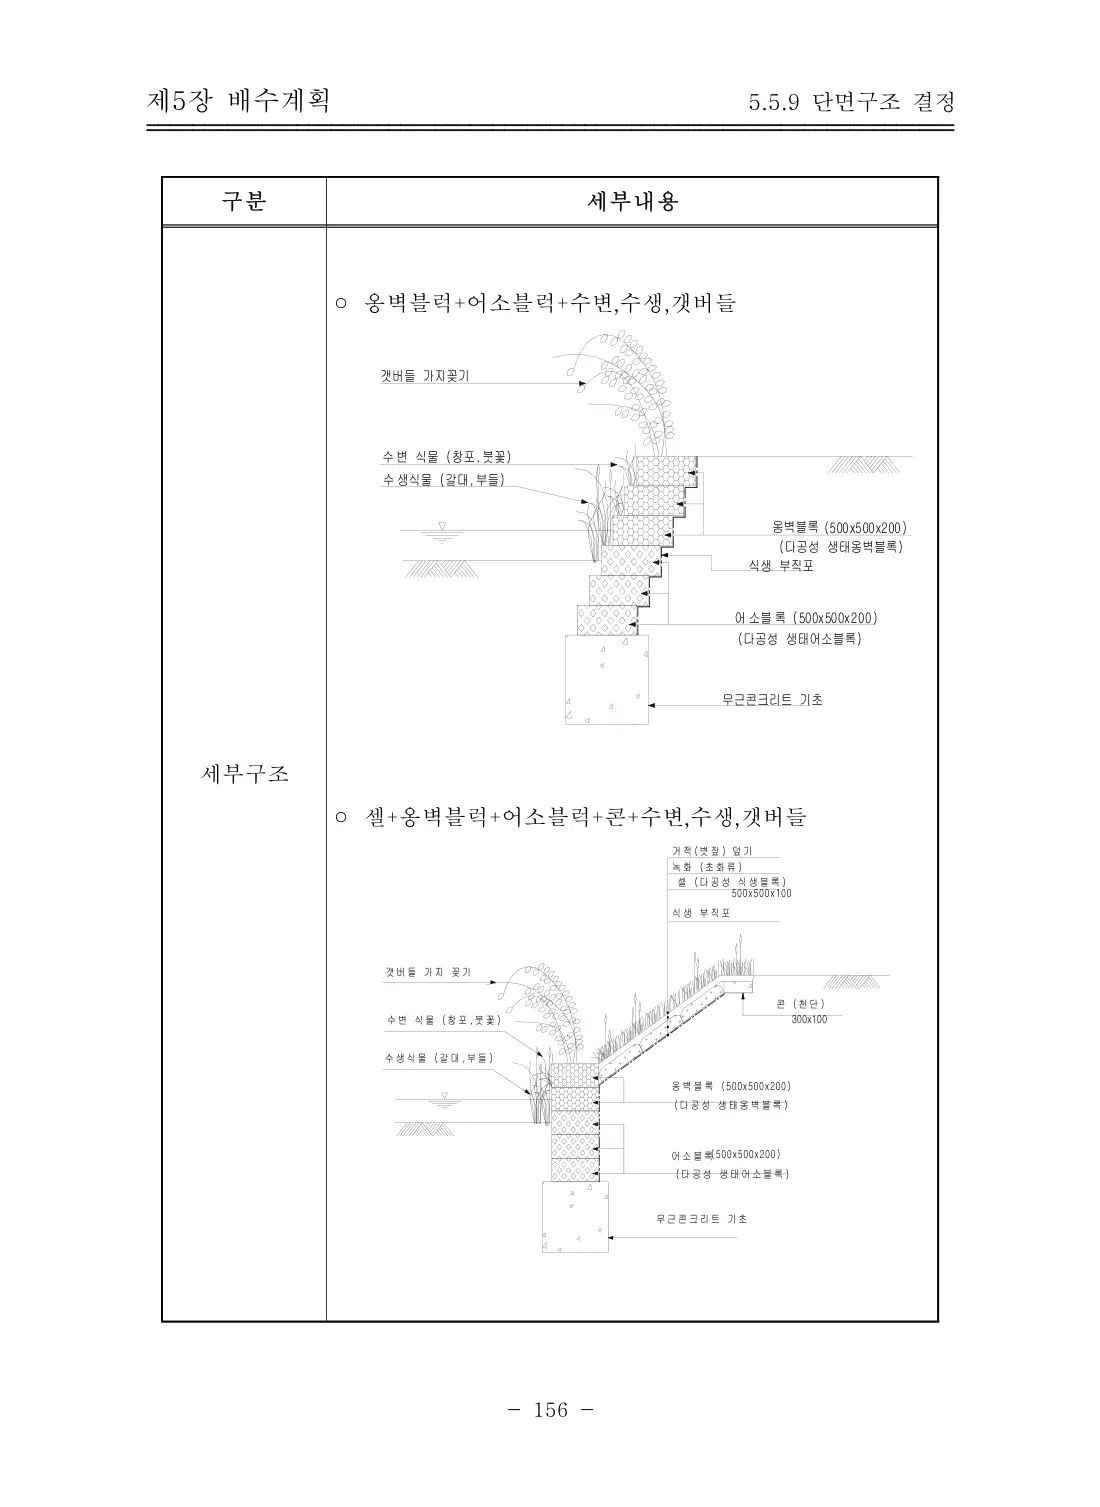 제5장 배수계획
5.5.9 단면구조 결정
구분
세부내용
세부구조
○ 옹벽블럭+어소블럭+수변,수생,갯버들
갯버들 가지꽂기
수변 식물 (창포,붓꽃)
수생식물 (갈대,부들)
옹벽블록 (500x500x200)
(다공성 생태옹벽블록)
식생 부직포
어소블록 (500x500x200)
(다공성 생태어소블록)
무근콘크리트 기초
○ 셀+옹벽블럭+어소블럭+콘+수변,수생,갯버들
거적(볏짚) 덮기
녹화 (초화류)
셀 (다공성 식생블록)
500x500x100
식생 부직포
갯버들 가지 꽂기
콘 (천단)
300x100
수변 식물 (창포,붓꽃)
수생식물 (갈대,부들)
옹벽블록 (500x500x200)
(다공성 생태옹벽블록)
어소블록(500x500x200)
(다공성 생태어소블록)
무근콘크리트 기초
- 156 -